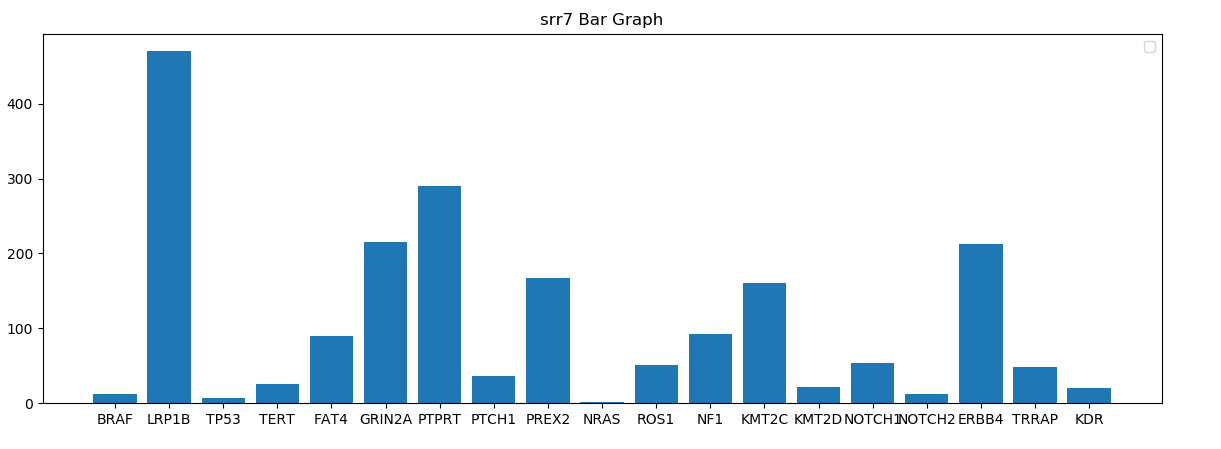 srr7 Bar Graph
400
300
200
100
0
BRAF LRP1B TP53 TERT FAT4 GRIN2A PTPRT PTCH1 PREX2 NRAS ROS1 NF1 KMT2C KMT2D NOTCH1 NOTCH2 ERBB4 TRRAP KDR